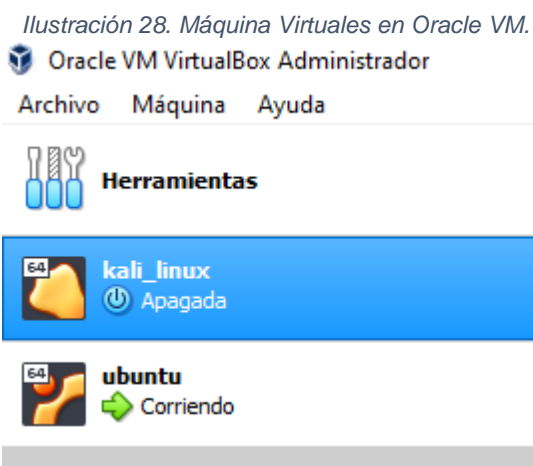 Ilustración 28. Máquina Virtuales en Oracle VM.
Oracle VM VirtualBox Administrador
Archivo Máquina Ayuda
Herramientas
64
kali_linux
Apagada
64
ubuntu
Corriendo